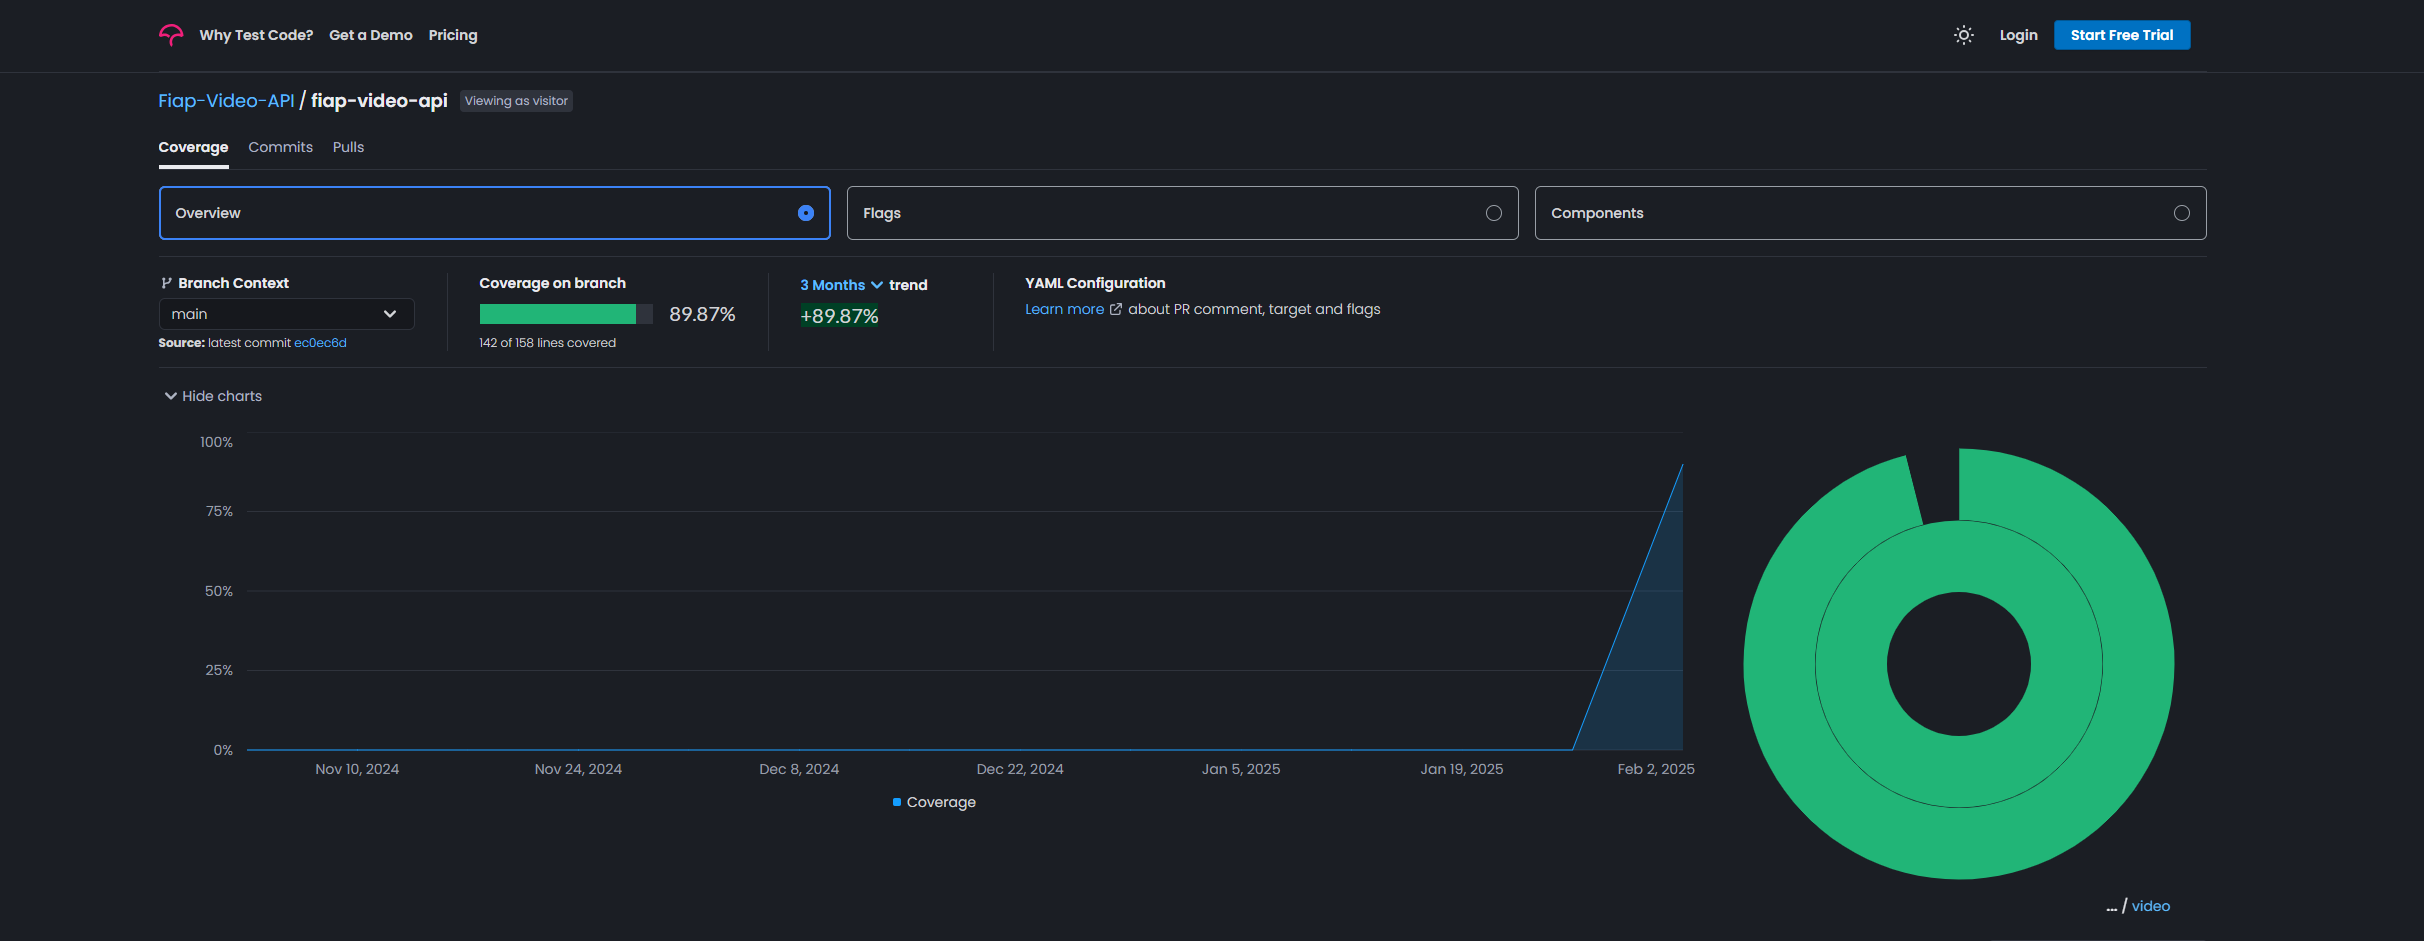 Why Test Code? Get a Demo Pricing Login Start Free Trial
Fiap-Video-API / fiap-video-api Viewing as visitor
Coverage Commits Pulls
Overview Flags Components
Branch Context
main
Source: latest commit ec0ec6d
Coverage on branch
89.87%
142 of 158 lines covered
3 Months trend
+89.87%
YAML Configuration
Learn more about PR comment, target and flags
Hide charts
100%
75%
50%
25%
0%
Nov 10, 2024 Nov 24, 2024 Dec 8, 2024 Dec 22, 2024 Jan 5, 2025 Jan 19, 2025 Feb 2, 2025
Coverage
... / video